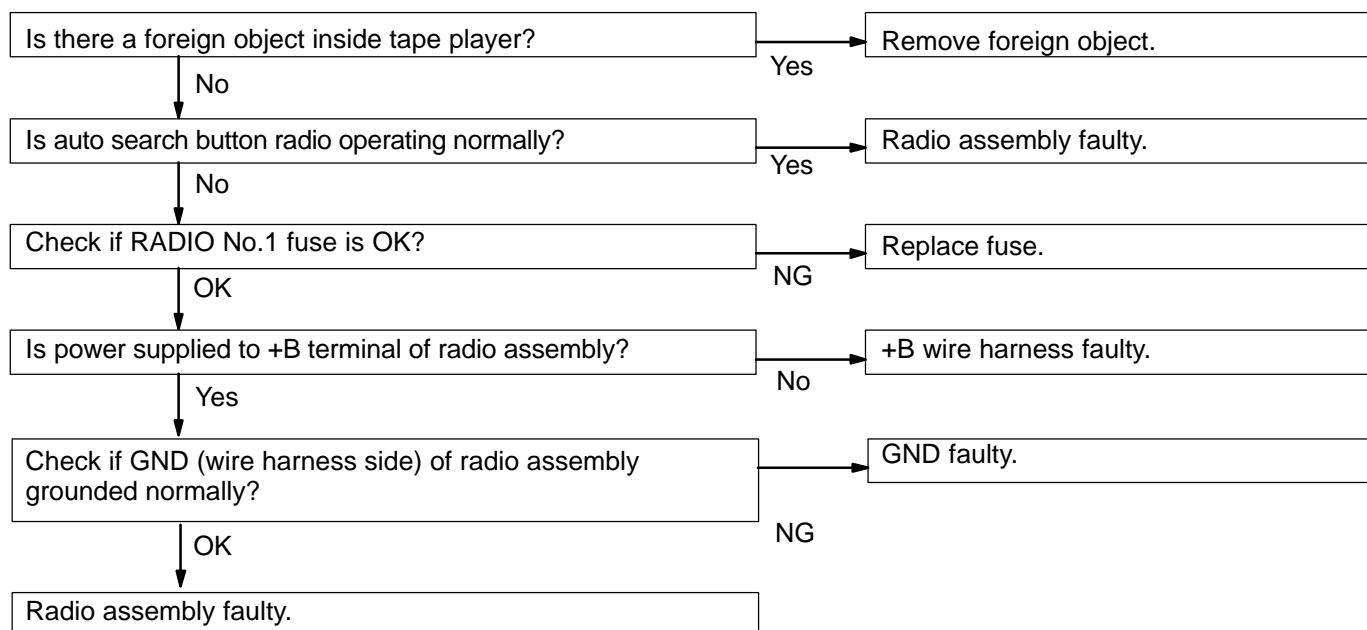 Is there a foreign object inside tape player?
Yes
Remove foreign object.
No
Is auto search button radio operating normally?
Yes
Radio assembly faulty.
No
Check if RADIO No.1 fuse is OK?
NG
Replace fuse.
OK
Is power supplied to +B terminal of radio assembly?
No
+B wire harness faulty.
Yes
Check if GND (wire harness side) of radio assembly
grounded normally?
NG
GND faulty.
OK
Radio assembly faulty.